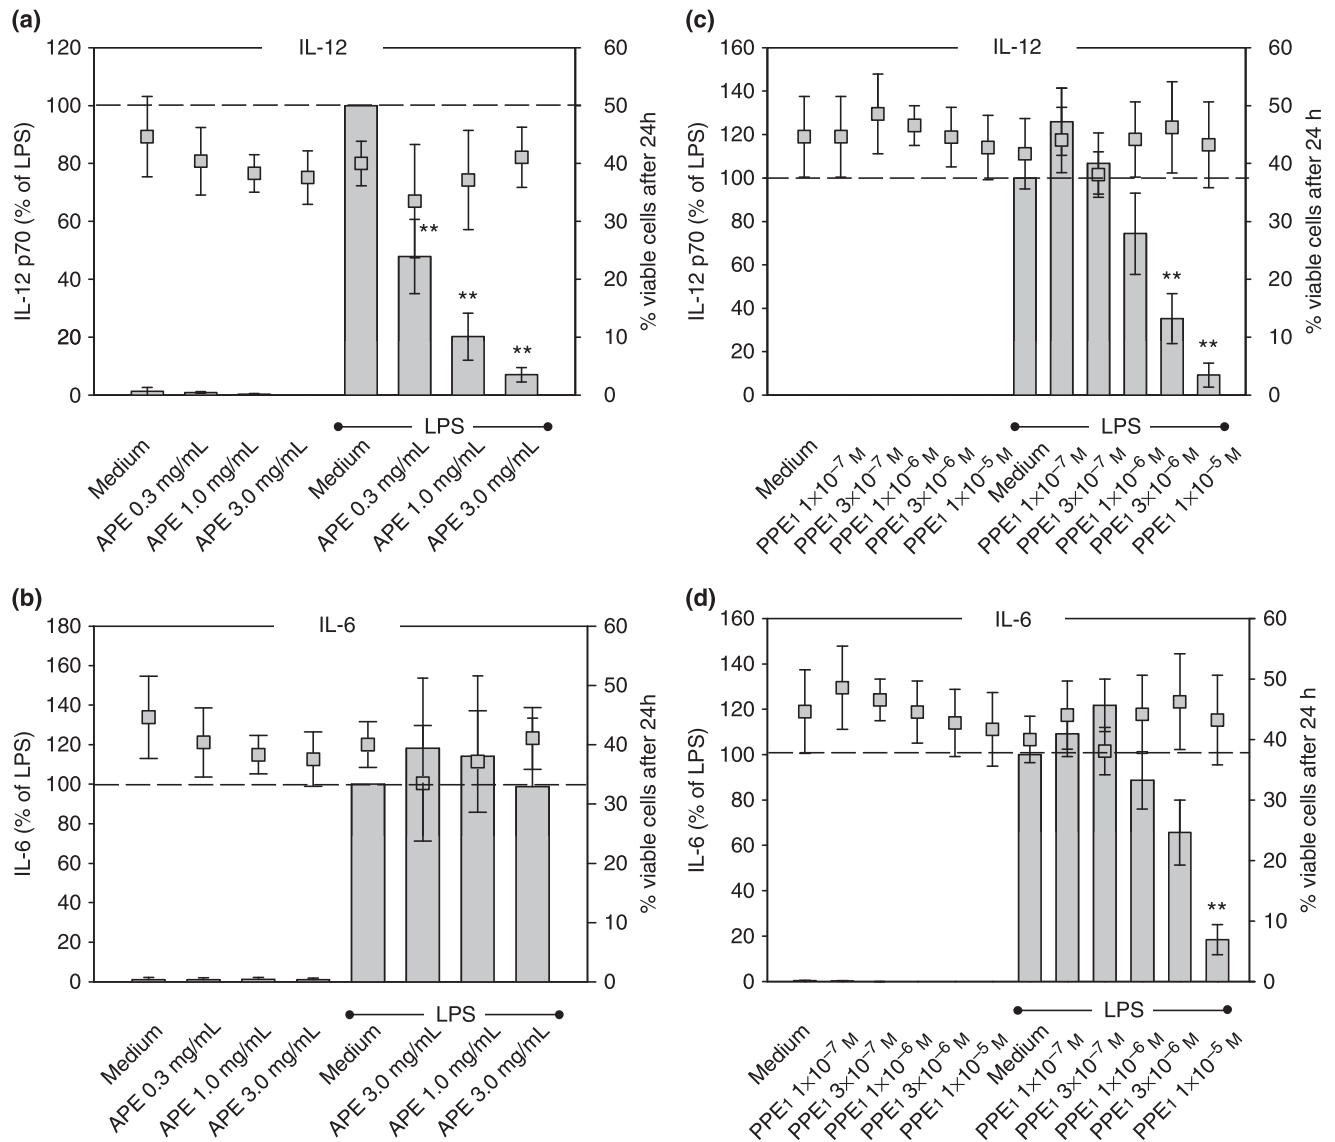 (a)
IL-12
IL-12 p70 (% of LPS)
120
100
80
60
40
20
0
60
50
40
30
20
10
0
% viable cells after 24h
**
**
**
LPS
Medium
APE 0.3 mg/mL
APE 1.0 mg/mL
APE 3.0 mg/mL
Medium
APE 0.3 mg/mL
APE 1.0 mg/mL
APE 3.0 mg/mL
(c)
IL-12
IL-12 p70 (% of LPS)
160
140
120
100
80
60
40
20
0
60
50
40
30
20
10
0
% viable cells after 24 h
**
**
LPS
Medium
PPE1 1×10⁻⁷ M
PPE1 3×10⁻⁷ M
PPE1 1×10⁻⁶ M
PPE1 3×10⁻⁶ M
PPE1 1×10⁻⁵ M
Medium
PPE1 1×10⁻⁷ M
PPE1 3×10⁻⁷ M
PPE1 1×10⁻⁶ M
PPE1 3×10⁻⁶ M
PPE1 1×10⁻⁵ M
(b)
IL-6
IL-6 (% of LPS)
180
160
140
120
100
80
60
40
20
0
60
50
40
30
20
10
0
% viable cells after 24h
LPS
Medium
APE 0.3 mg/mL
APE 1.0 mg/mL
APE 3.0 mg/mL
Medium
APE 3.0 mg/mL
APE 1.0 mg/mL
APE 3.0 mg/mL
(d)
IL-6
IL-6 (% of LPS)
160
140
120
100
80
60
40
20
0
60
50
40
30
20
10
0
% viable cells after 24 h
**
LPS
Medium
PPE1 1×10⁻⁷ M
PPE1 3×10⁻⁷ M
PPE1 1×10⁻⁶ M
PPE1 3×10⁻⁶ M
PPE1 1×10⁻⁵ M
Medium
PPE1 1×10⁻⁷ M
PPE1 3×10⁻⁷ M
PPE1 1×10⁻⁶ M
PPE1 3×10⁻⁶ M
PPE1 1×10⁻⁵ M